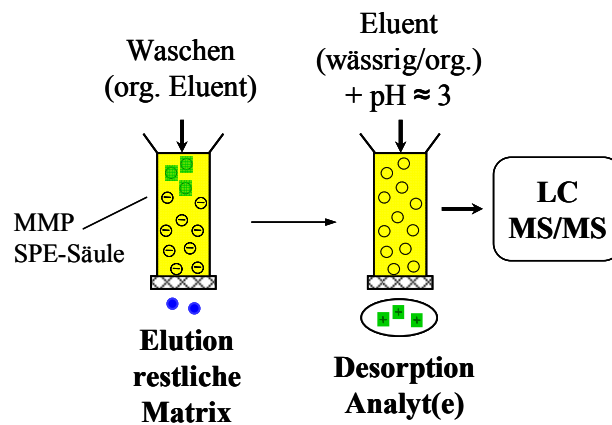 Waschen
(org. Eluent)
Eluent
(wässrig/org.)
+ pH ≈ 3
MMP
SPE-Säule
LC
MS/MS
Elution
restliche
Matrix
Desorption
Analyt(e)